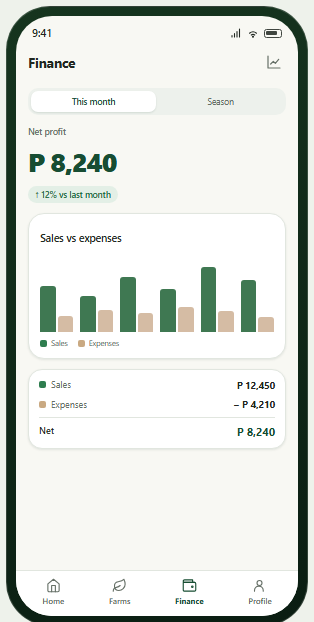 9:41
Finance
This month
Season
Net profit
P 8,240
↑ 12% vs last month
Sales vs expenses
Sales
Expenses
Sales P 12,450
Expenses – P 4,210
Net P 8,240
Home Farms Finance Profile